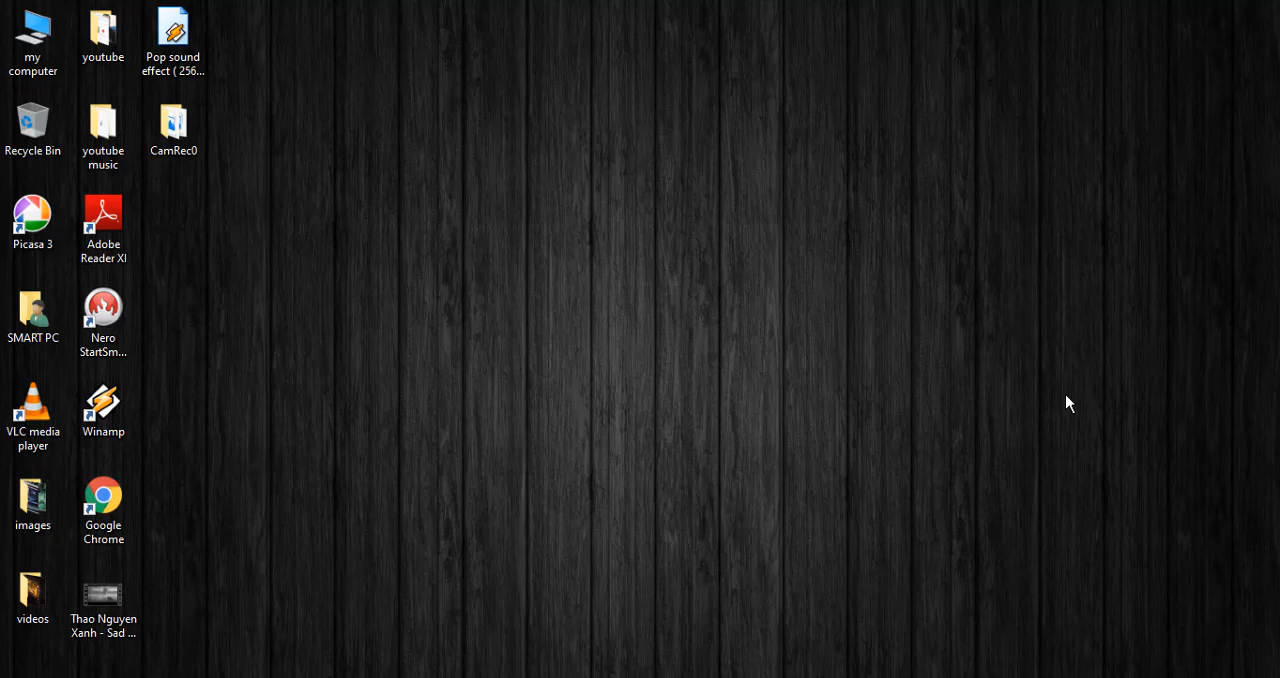 my
computer
youtube
Pop sound
effect ( 256...
Recycle Bin
youtube
music
CamRec0
Picasa 3
Adobe
Reader XI
SMART PC
Nero
StartSm...
VLC media
player
Winamp
images
Google
Chrome
videos
Thao Nguyen
Xanh - Sad ...